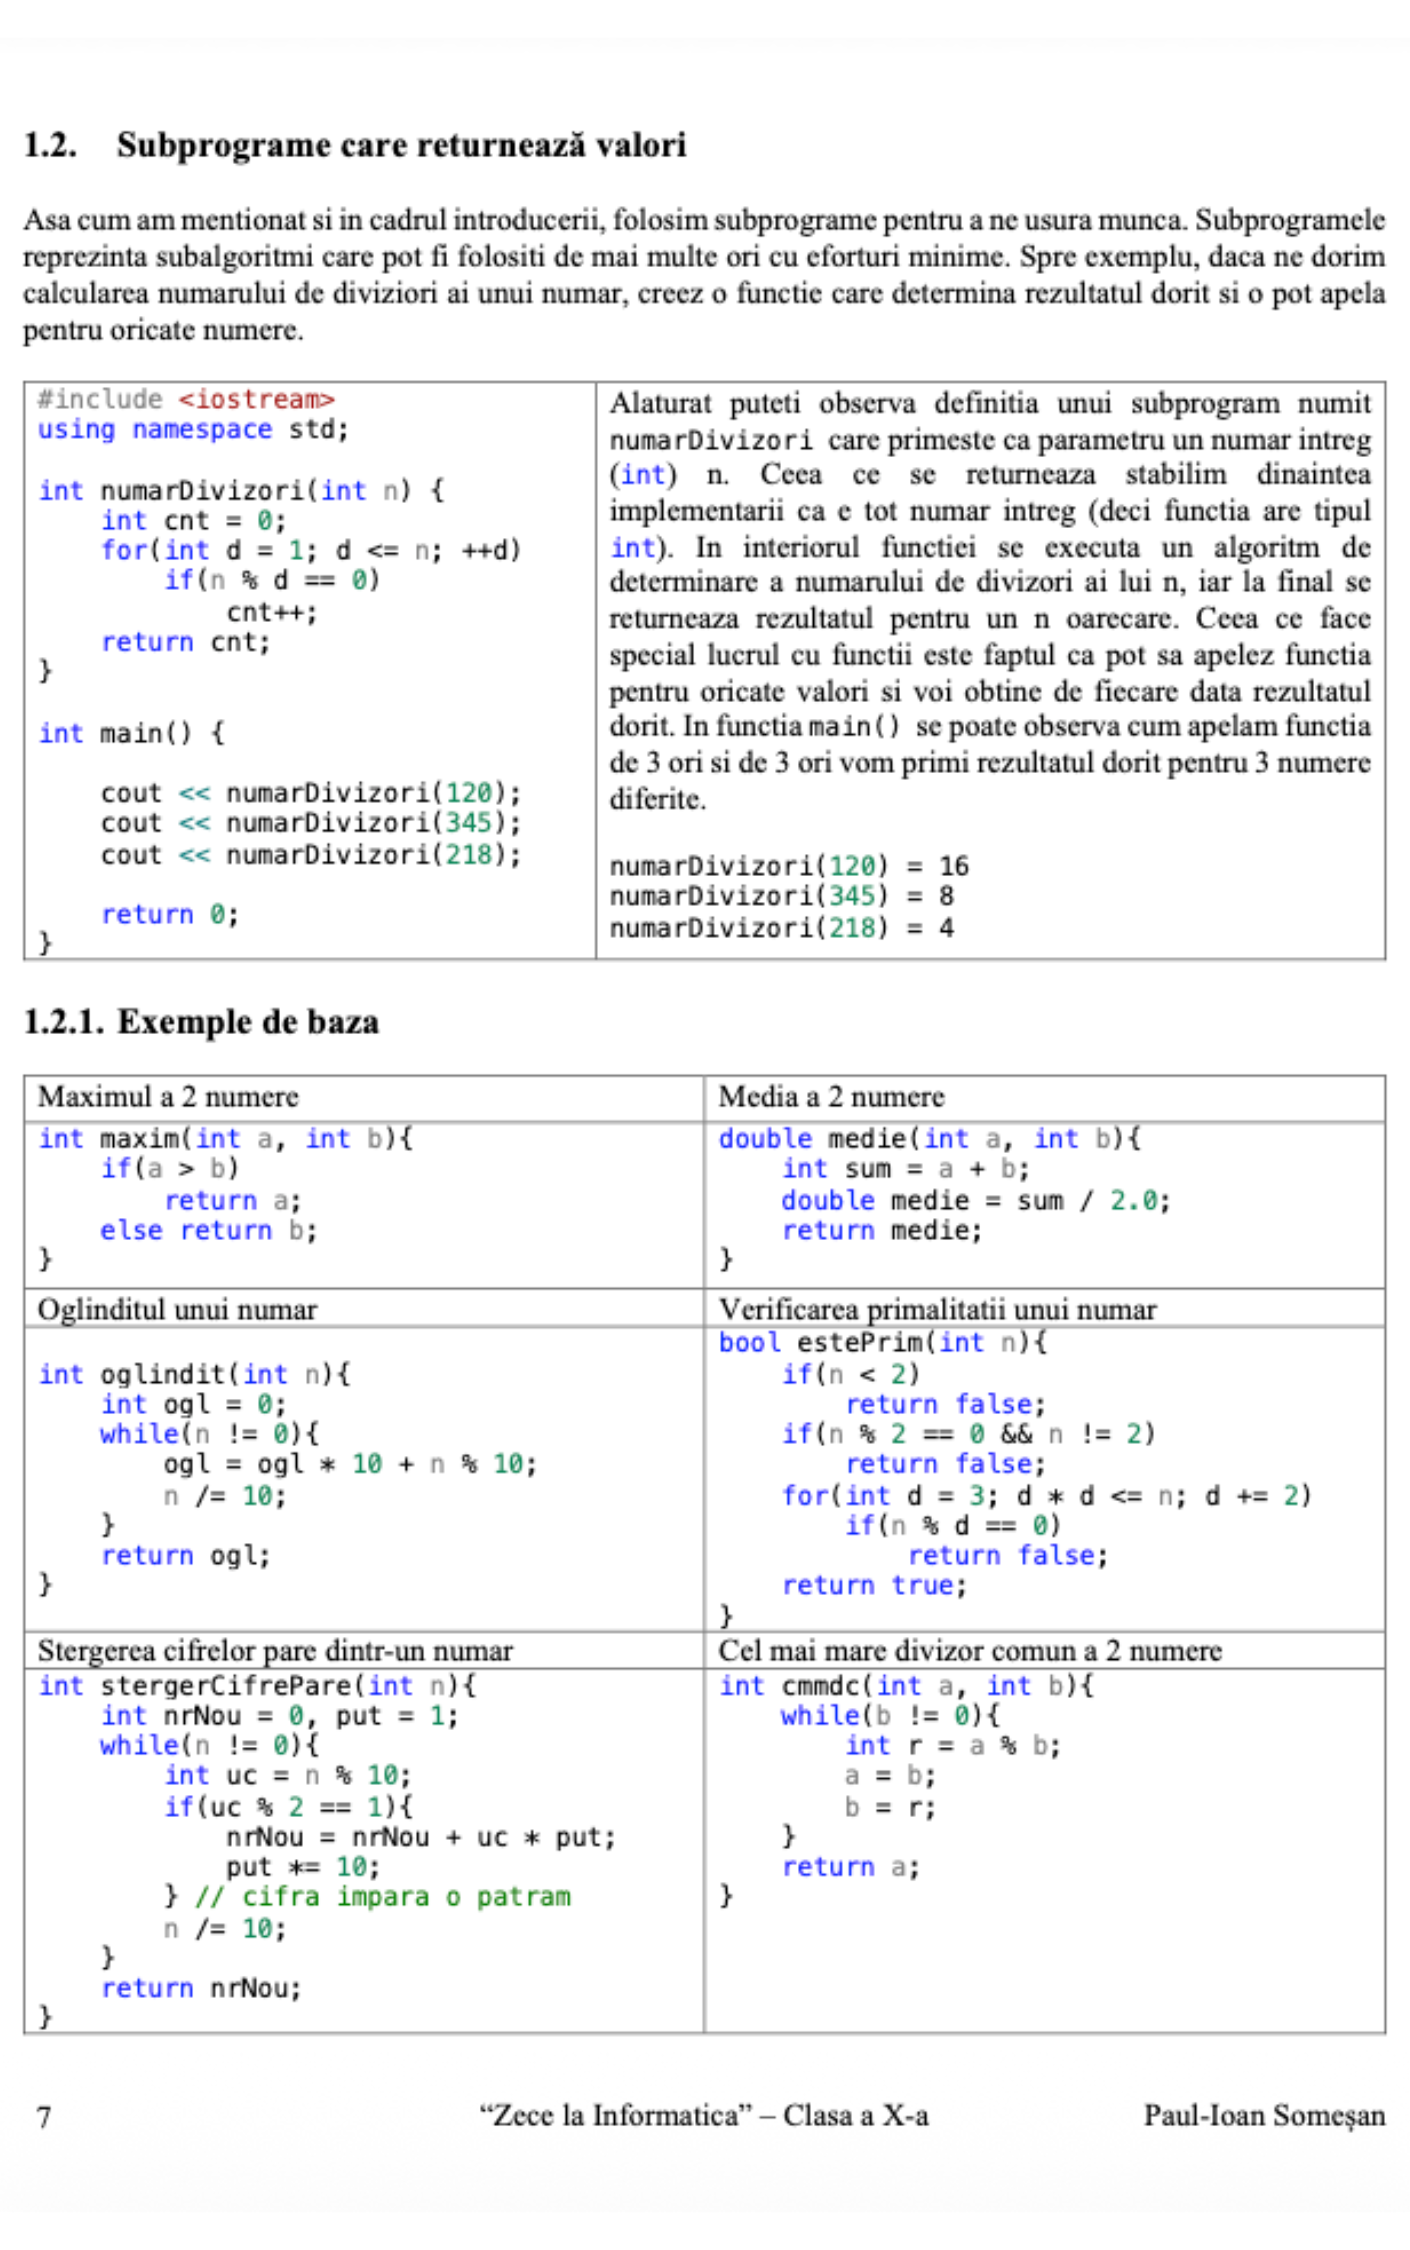 1.2. Subprograme care returnează valori
Asa cum am mentionat si in cadrul introducerii, folosim subprograme pentru a ne usura munca. Subprogramele
reprezinta subalgoritmi care pot fi folositi de mai multe ori cu eforturi minime. Spre exemplu, daca ne dorim
calcularea numarului de diviziori ai unui numar, creez o functie care determina rezultatul dorit si o pot apela
pentru oricate numere.
#include <iostream>
using namespace std;
int numarDivizori(int n) {
    int cnt = 0;
    for(int d = 1; d <= n; ++d)
        if(n % d == 0)
            cnt++;
    return cnt;
}
int main() {
    cout << numarDivizori(120);
    cout << numarDivizori(345);
    cout << numarDivizori(218);
    return 0;
}
Alaturat puteti observa definitia unui subprogram numit
numarDivizori care primeste ca parametru un numar intreg
(int) n. Ceea ce se returneaza stabilim dinaintea
implementarii ca e tot numar intreg (deci functia are tipul
int). In interiorul functiei se executa un algoritm de
determinare a numarului de divizori ai lui n, iar la final se
returneaza rezultatul pentru un n oarecare. Ceea ce face
special lucrul cu functii este faptul ca pot sa apelez functia
pentru oricate valori si voi obtine de fiecare data rezultatul
dorit. In functia main() se poate observa cum apelam functia
de 3 ori si de 3 ori vom primi rezultatul dorit pentru 3 numere
diferite.
numarDivizori(120) = 16
numarDivizori(345) = 8
numarDivizori(218) = 4
1.2.1. Exemple de baza
Maximul a 2 numere
int maxim(int a, int b){
    if(a > b)
        return a;
    else return b;
}
Media a 2 numere
double medie(int a, int b){
    int sum = a + b;
    double medie = sum / 2.0;
    return medie;
}
Oglinditul unui numar
int oglindit(int n){
    int ogl = 0;
    while(n != 0){
        ogl = ogl * 10 + n % 10;
        n /= 10;
    }
    return ogl;
}
Verificarea primalitatii unui numar
bool estePrim(int n){
    if(n < 2)
        return false;
    if(n % 2 == 0 && n != 2)
        return false;
    for(int d = 3; d * d <= n; d += 2)
        if(n % d == 0)
            return false;
    return true;
}
Stergerea cifrelor pare dintr-un numar
int stergerCifrePare(int n){
    int nrNou = 0, put = 1;
    while(n != 0){
        int uc = n % 10;
        if(uc % 2 == 1){
            nrNou = nrNou + uc * put;
            put *= 10;
        } // cifra impara o patram
        n /= 10;
    }
    return nrNou;
}
Cel mai mare divizor comun a 2 numere
int cmmdc(int a, int b){
    while(b != 0){
        int r = a % b;
        a = b;
        b = r;
    }
    return a;
}
7 “Zece la Informatica” – Clasa a X-a Paul-Ioan Someșan